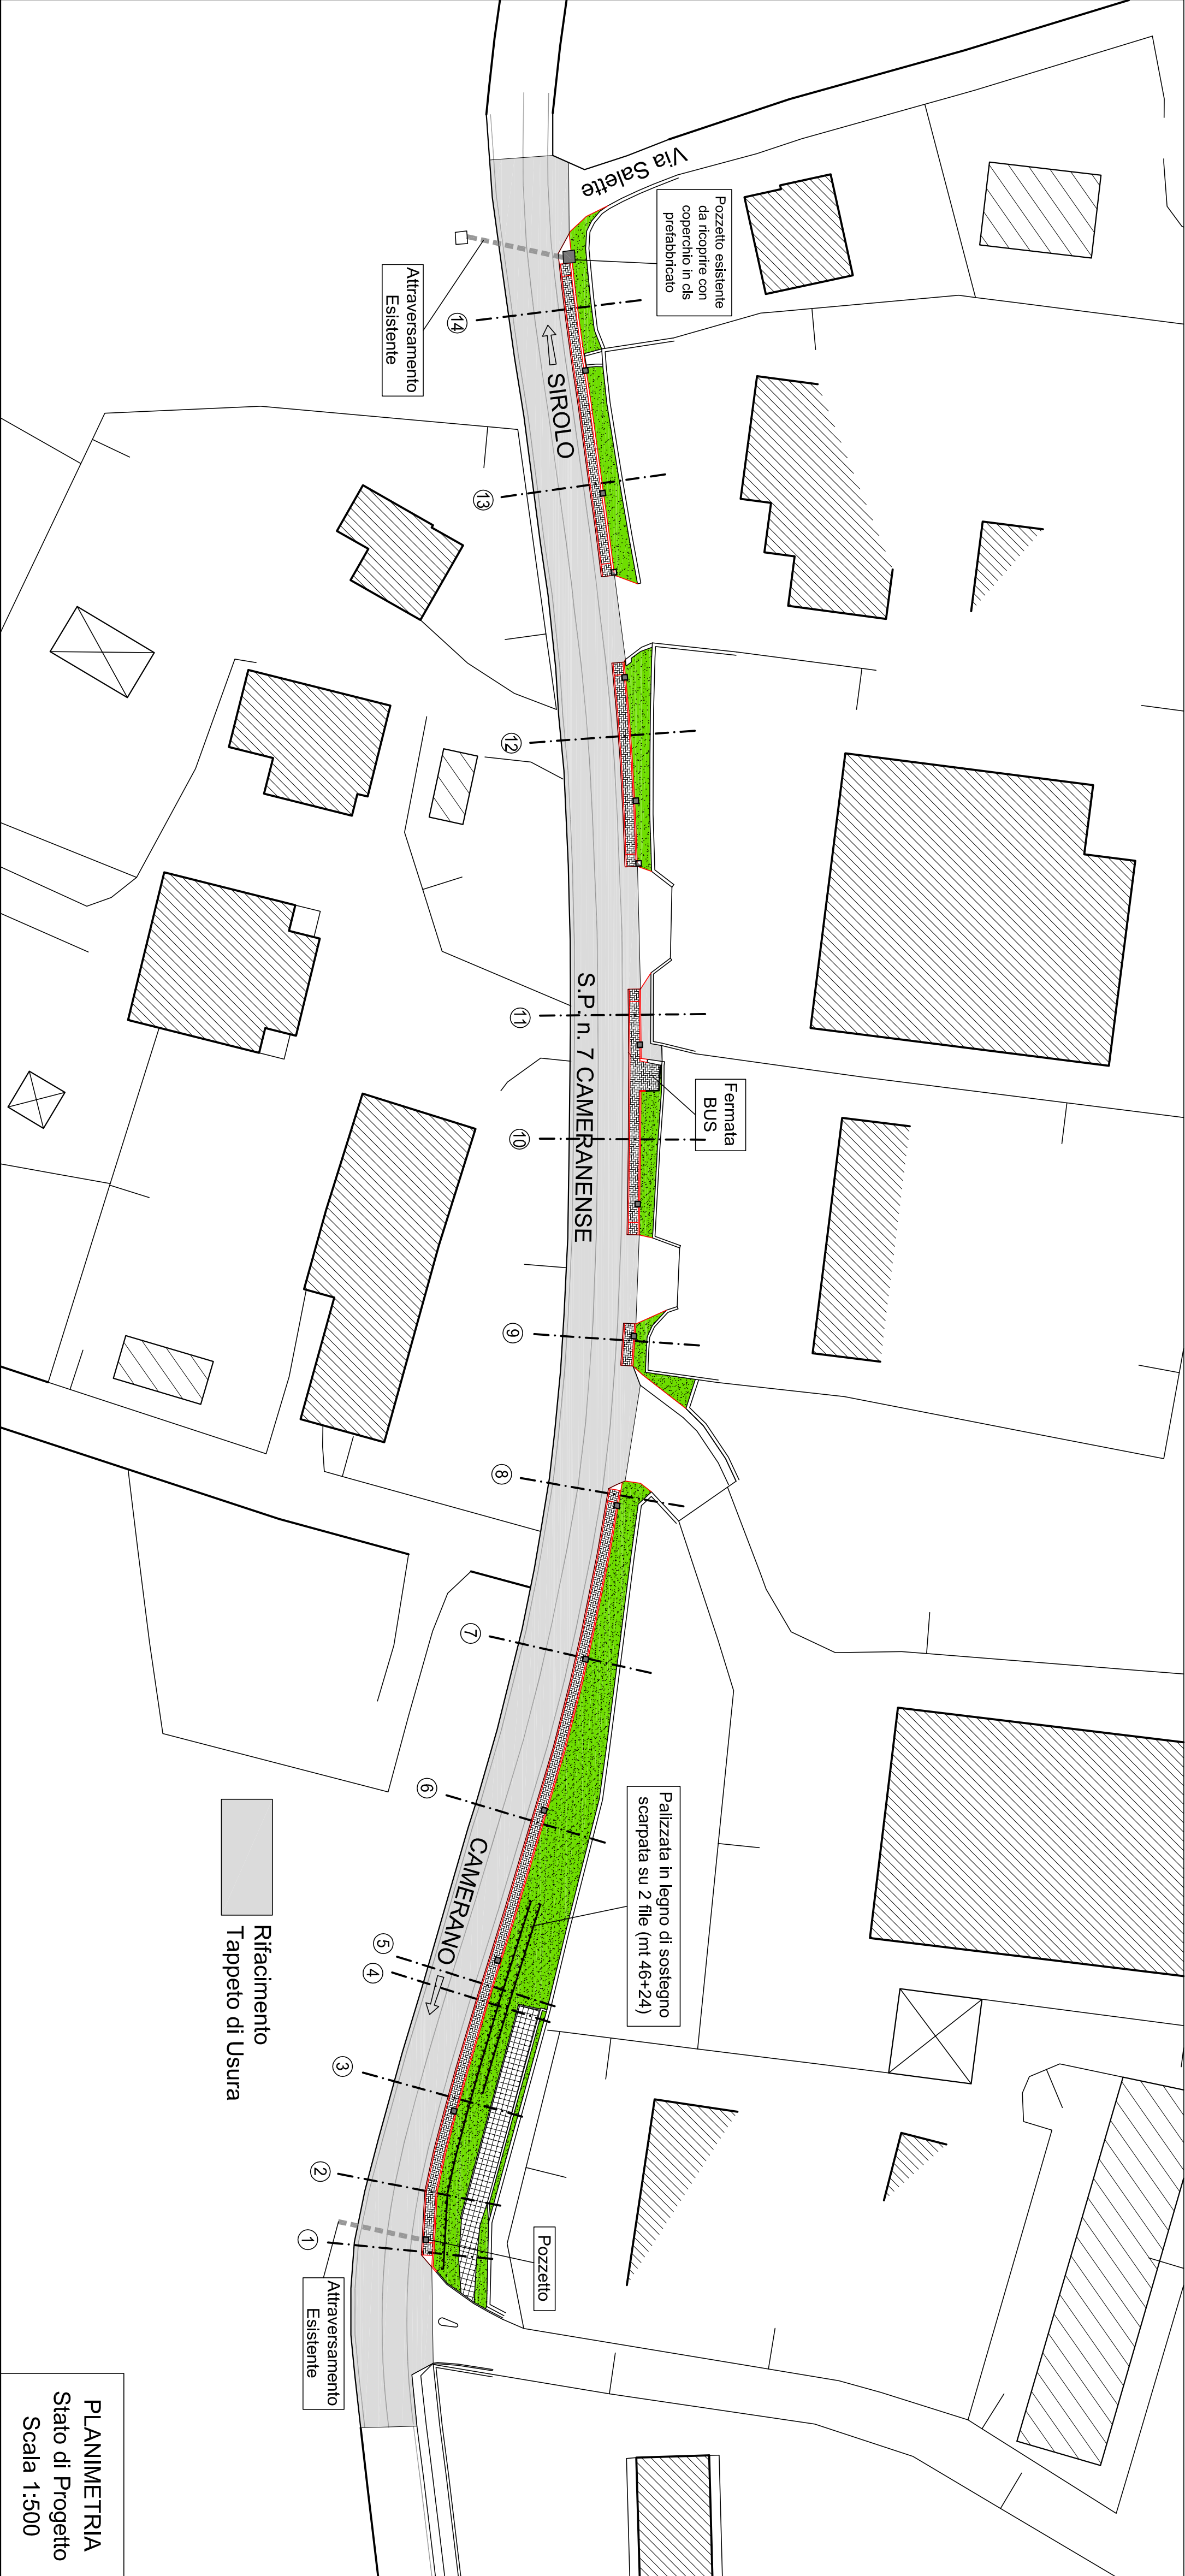 Via Salette
Pozzetto esistente
da ricoprire con
coperchio in cls
prefabbricato
Attraversamento
Esistente
14
SIROLO
13
12
11
S.P. n. 7 CAMERANENSE
Fermata
BUS
10
9
8
7
6
Palizzata in legno di sostegno
scarpata su 2 file (mt 46+24)
CAMERANO
5
4
3
2
1
Pozzetto
Attraversamento
Esistente
Rifacimento
Tappeto di Usura
PLANIMETRIA
Stato di Progetto
Scala 1:500